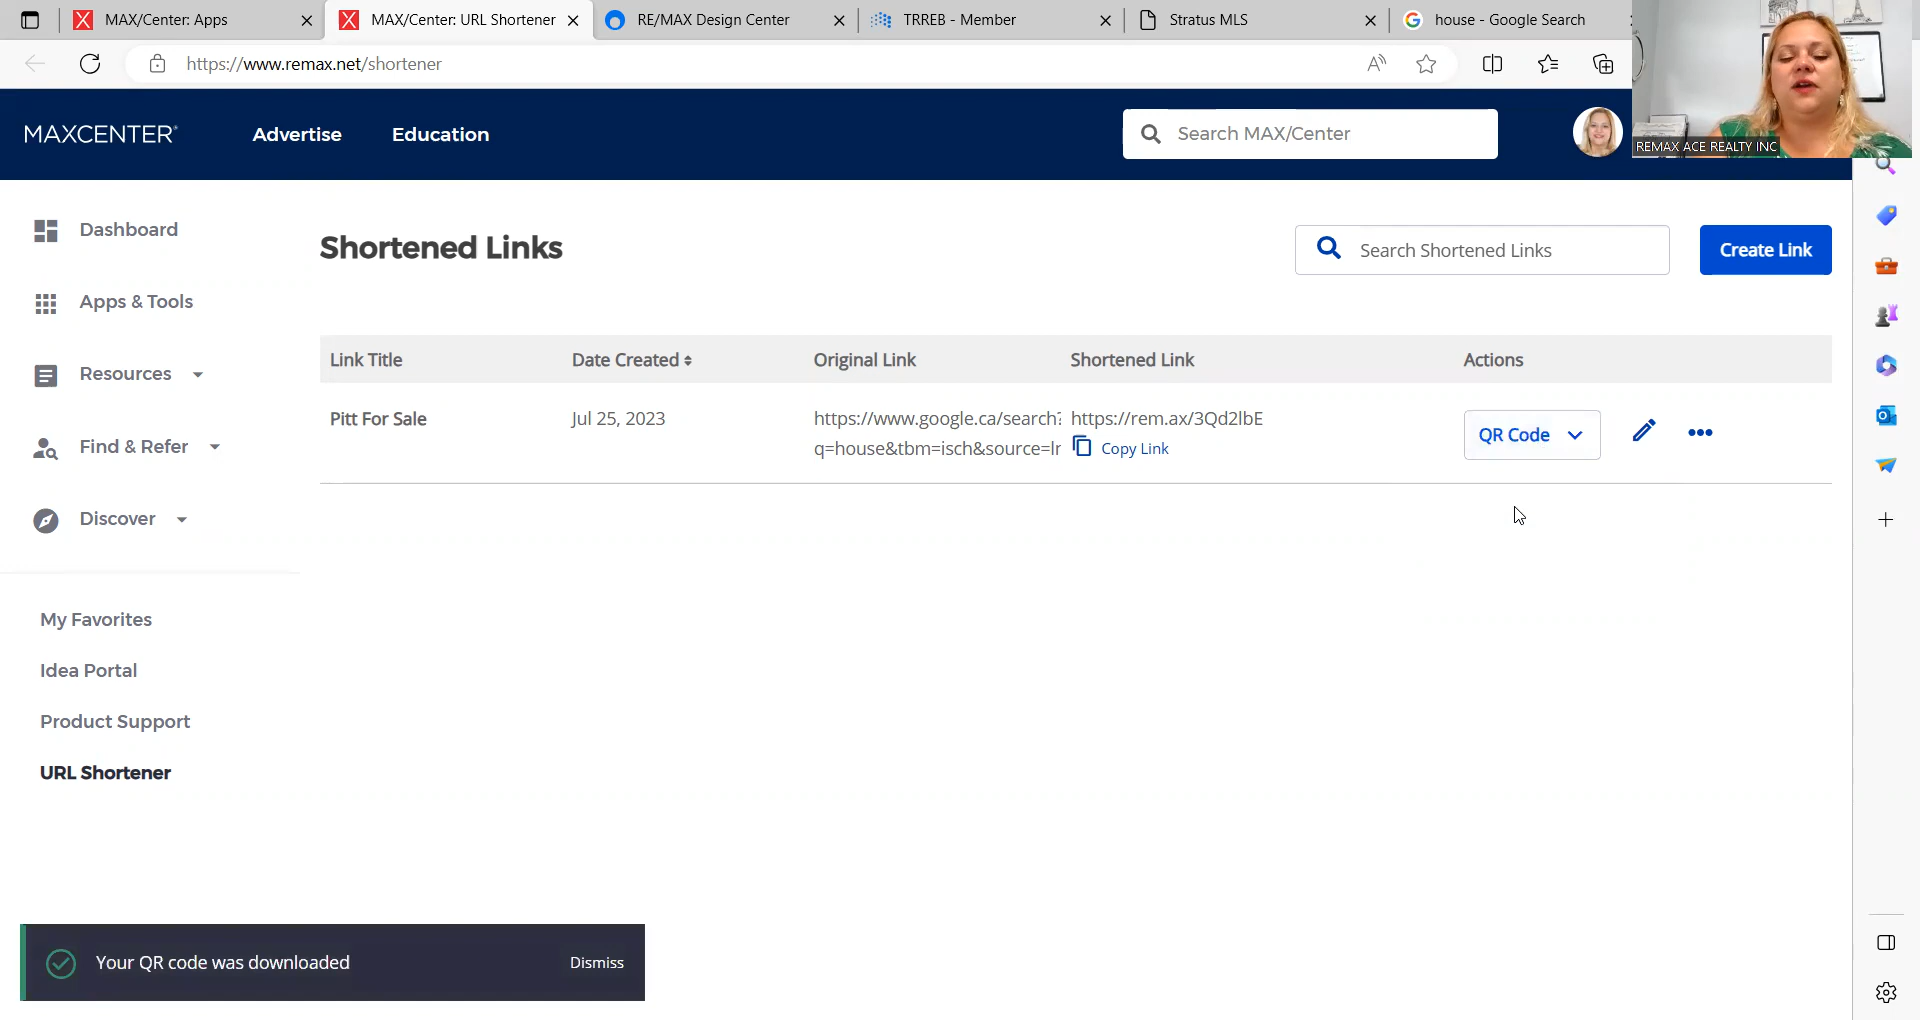 MAX/Center: Apps
MAX/Center: URL Shortener
RE/MAX Design Center
TRREB - Member
Stratus MLS
house - Google Search
https://www.remax.net/shortener
REMAX ACE REALTY INC
MAXCENTER®
Advertise
Education
Search MAX/Center
Dashboard
Apps & Tools
Resources
Find & Refer
Discover
My Favorites
Idea Portal
Product Support
URL Shortener
Shortened Links
Search Shortened Links
Create Link
Link Title
Date Created
Original Link
Shortened Link
Actions
Pitt For Sale
Jul 25, 2023
https://www.google.ca/search?
q=house&tbm=isch&source=lr
https://rem.ax/3Qd2lbE
Copy Link
QR Code
Your QR code was downloaded
Dismiss